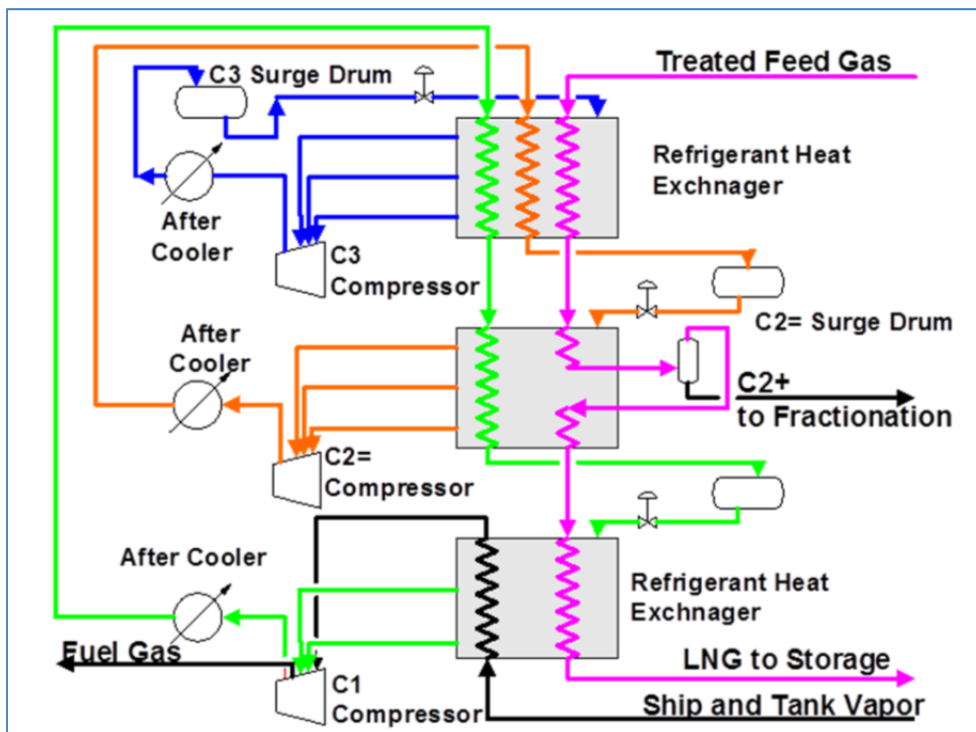 C3 Surge Drum
Treated Feed Gas
Refrigerant Heat
Exchnager
After
Cooler
C3
Compressor
After
Cooler
C2= Surge Drum
C2+
to Fractionation
C2=
Compressor
After Cooler
Refrigerant Heat
Exchnager
Fuel Gas
LNG to Storage
C1
Compressor
Ship and Tank Vapor